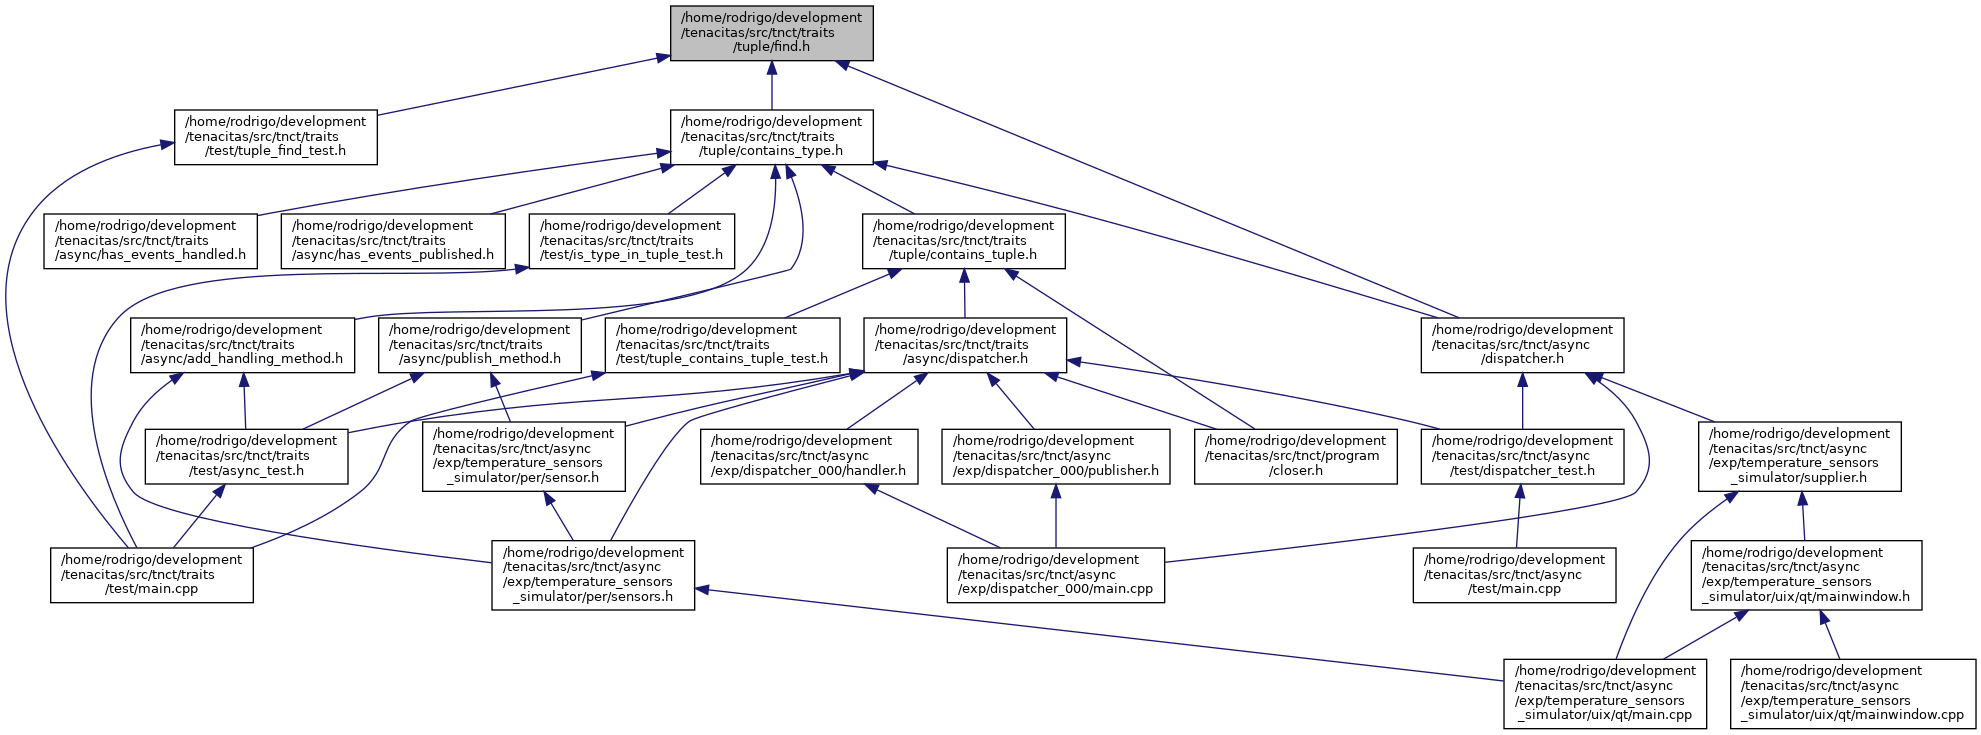 /home/rodrigo/development
/tenacitas/src/tnct/traits
/tuple/find.h
/home/rodrigo/development
/tenacitas/src/tnct/traits
/test/tuple_find_test.h
/home/rodrigo/development
/tenacitas/src/tnct/traits
/tuple/contains_type.h
/home/rodrigo/development
/tenacitas/src/tnct/traits
/async/has_events_handled.h
/home/rodrigo/development
/tenacitas/src/tnct/traits
/async/has_events_published.h
/home/rodrigo/development
/tenacitas/src/tnct/traits
/test/is_type_in_tuple_test.h
/home/rodrigo/development
/tenacitas/src/tnct/traits
/tuple/contains_tuple.h
/home/rodrigo/development
/tenacitas/src/tnct/traits
/async/add_handling_method.h
/home/rodrigo/development
/tenacitas/src/tnct/traits
/async/publish_method.h
/home/rodrigo/development
/tenacitas/src/tnct/traits
/test/tuple_contains_tuple_test.h
/home/rodrigo/development
/tenacitas/src/tnct/traits
/async/dispatcher.h
/home/rodrigo/development
/tenacitas/src/tnct/async
/dispatcher.h
/home/rodrigo/development
/tenacitas/src/tnct/traits
/test/async_test.h
/home/rodrigo/development
/tenacitas/src/tnct/async
/exp/temperature_sensors
_simulator/per/sensor.h
/home/rodrigo/development
/tenacitas/src/tnct/async
/exp/dispatcher_000/handler.h
/home/rodrigo/development
/tenacitas/src/tnct/async
/exp/dispatcher_000/publisher.h
/home/rodrigo/development
/tenacitas/src/tnct/program
/closer.h
/home/rodrigo/development
/tenacitas/src/tnct/async
/test/dispatcher_test.h
/home/rodrigo/development
/tenacitas/src/tnct/async
/exp/temperature_sensors
_simulator/supplier.h
/home/rodrigo/development
/tenacitas/src/tnct/traits
/test/main.cpp
/home/rodrigo/development
/tenacitas/src/tnct/async
/exp/temperature_sensors
_simulator/per/sensors.h
/home/rodrigo/development
/tenacitas/src/tnct/async
/exp/dispatcher_000/main.cpp
/home/rodrigo/development
/tenacitas/src/tnct/async
/test/main.cpp
/home/rodrigo/development
/tenacitas/src/tnct/async
/exp/temperature_sensors
_simulator/uix/qt/mainwindow.h
/home/rodrigo/development
/tenacitas/src/tnct/async
/exp/temperature_sensors
_simulator/uix/qt/main.cpp
/home/rodrigo/development
/tenacitas/src/tnct/async
/exp/temperature_sensors
_simulator/uix/qt/mainwindow.cpp